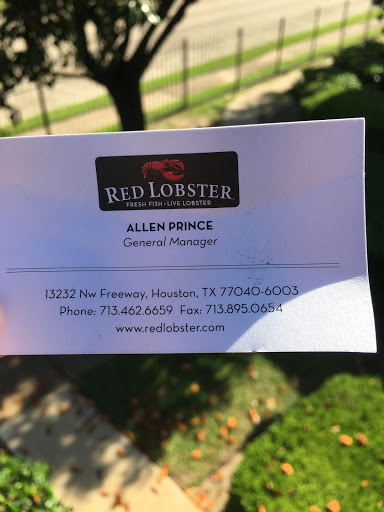 RED LOBSTER
FRESH FISH • LIVE LOBSTER
ALLEN PRINCE
General Manager
13232 Nw Freeway, Houston, TX 77040-6003
Phone: 713.462.6659 Fax: 713.895.0654
www.redlobster.com